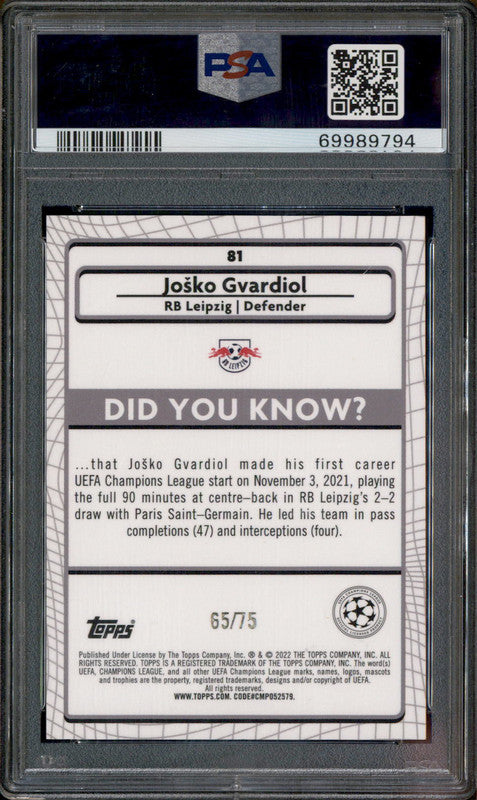 PSA
69989794
81
Joško Gvardiol
RB Leipzig | Defender
RB LEIPZIG
DID YOU KNOW?
...that Joško Gvardiol made his first career
UEFA Champions League start on November 3, 2021, playing
the full 90 minutes at centre–back in RB Leipzig's 2–2
draw with Paris Saint–Germain. He led his team in pass
completions (47) and interceptions (four).
Topps
65/75
Published Under License by The Topps Company, Inc. ® & © 2022 THE TOPPS COMPANY, INC. ALL
RIGHTS RESERVED. TOPPS IS A REGISTERED TRADEMARK OF THE TOPPS COMPANY, INC. The word(s)
UEFA, CHAMPIONS LEAGUE, and all other UEFA Champions League marks, names, logos, mascots
and trophies are the property, registered trademarks, designs and/or copyright of UEFA.
All rights reserved.
WWW.TOPPS.COM. CODE#CMP052579.